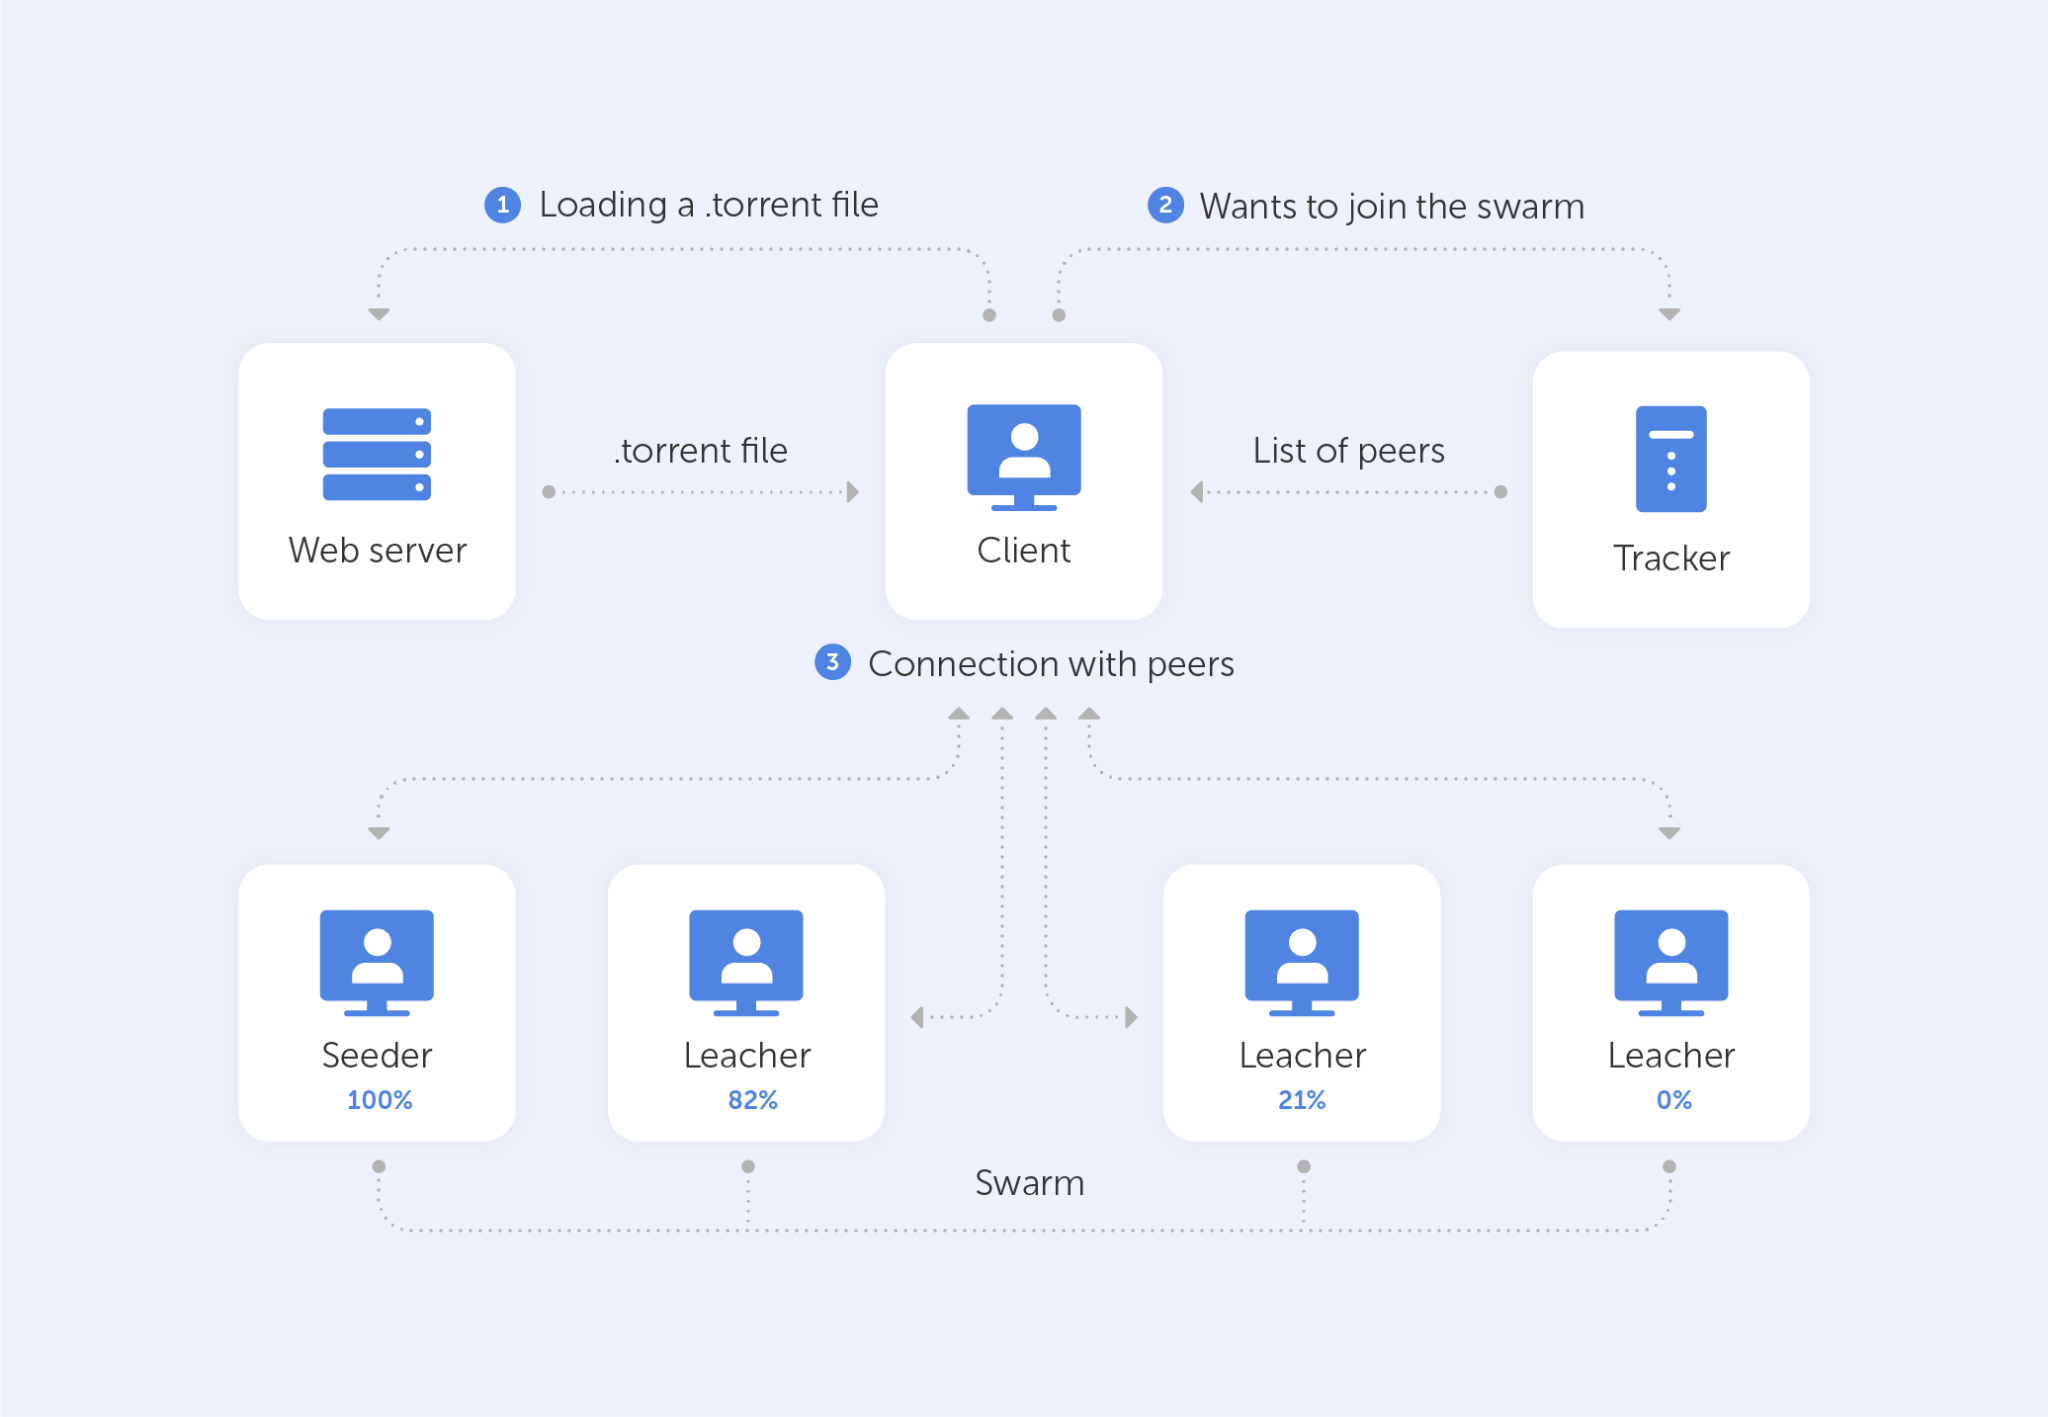 1 Loading a .torrent file
2 Wants to join the swarm
.torrent file
List of peers
Web server
Client
Tracker
3 Connection with peers
Seeder
100%
Leacher
82%
Leacher
21%
Leacher
0%
Swarm